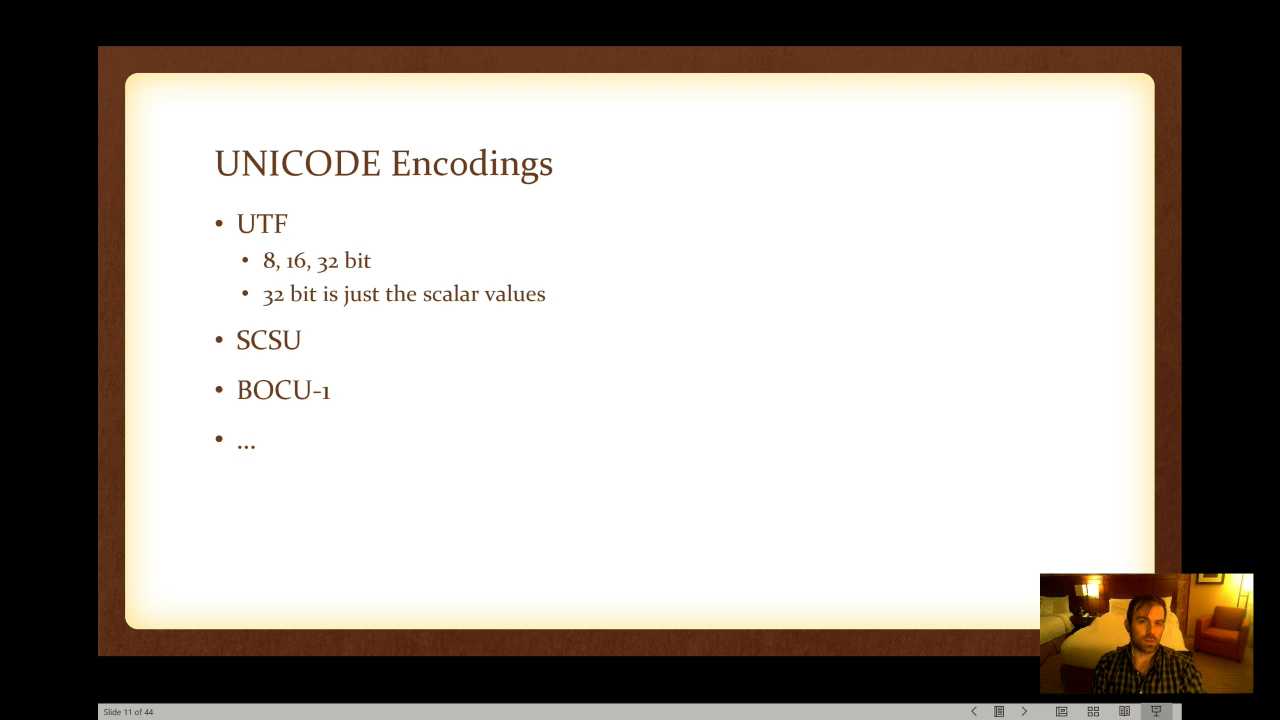 UNICODE Encodings
• UTF
• 8, 16, 32 bit
• 32 bit is just the scalar values
• SCSU
• BOCU-1
• ...
Slide 11 of 44